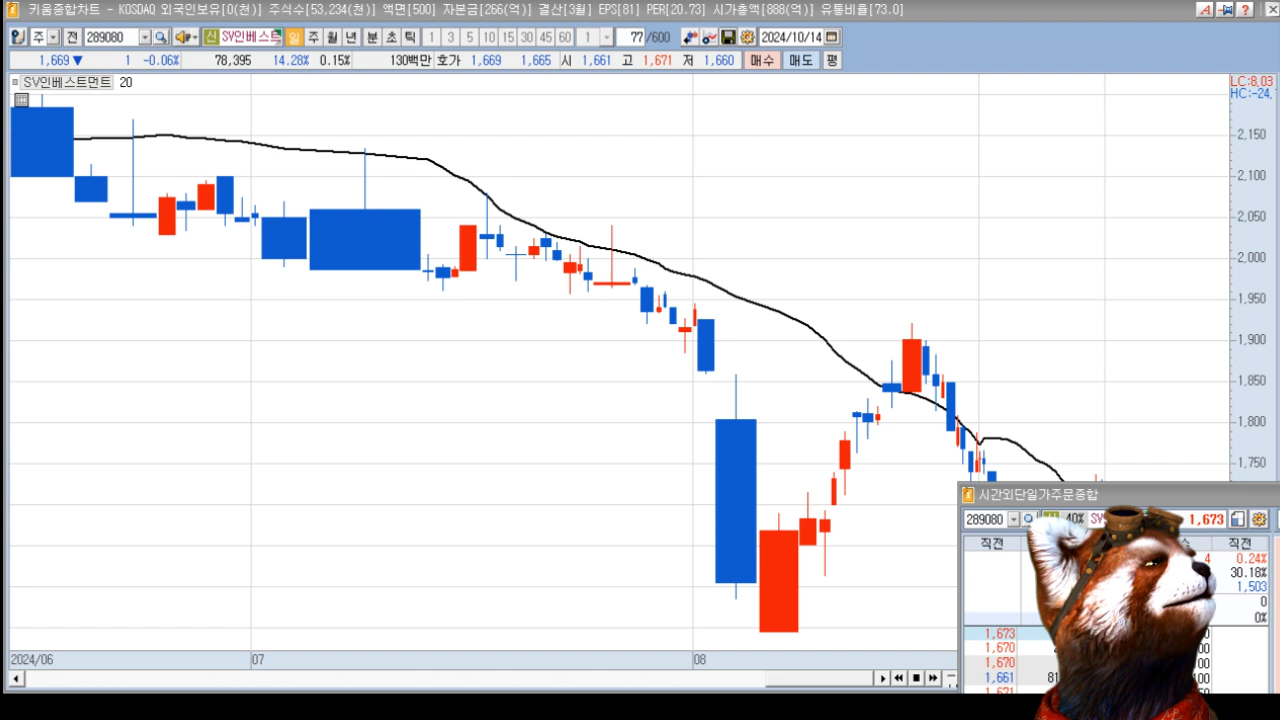 키움종합차트 - KOSDAQ 외국인보유[0(천)] 주식수[53,234(천)] 액면[500] 자본금[266(억)] 결산[3월] EPS[81] PER[20.73] 시가총액[888(억)] 유통비율[73.0]
주 전 289080 신 SV인베스트 일 주 월 년 분 초 틱 1 3 5 10 15 30 45 60 1 77 /600 2024/10/14
1,669 ▼ 1 -0.06% 78,395 14.28% 0.15% 130백만 호가 1,669 1,665 시 1,661 고 1,671 저 1,660 매수 매도 평
SV인베스트먼트 20
LC:8,03
HC:-24,
2,150
2,100
2,050
2,000
1,950
1,900
1,850
1,800
1,750
2024/06 07 08
시간외단일가주문종합
289080 40% SV 1,673
직전 직전
4 0.24%
30.18%
1,503
0
0%
1,673
1,670
1,670
1,661 81
1,671